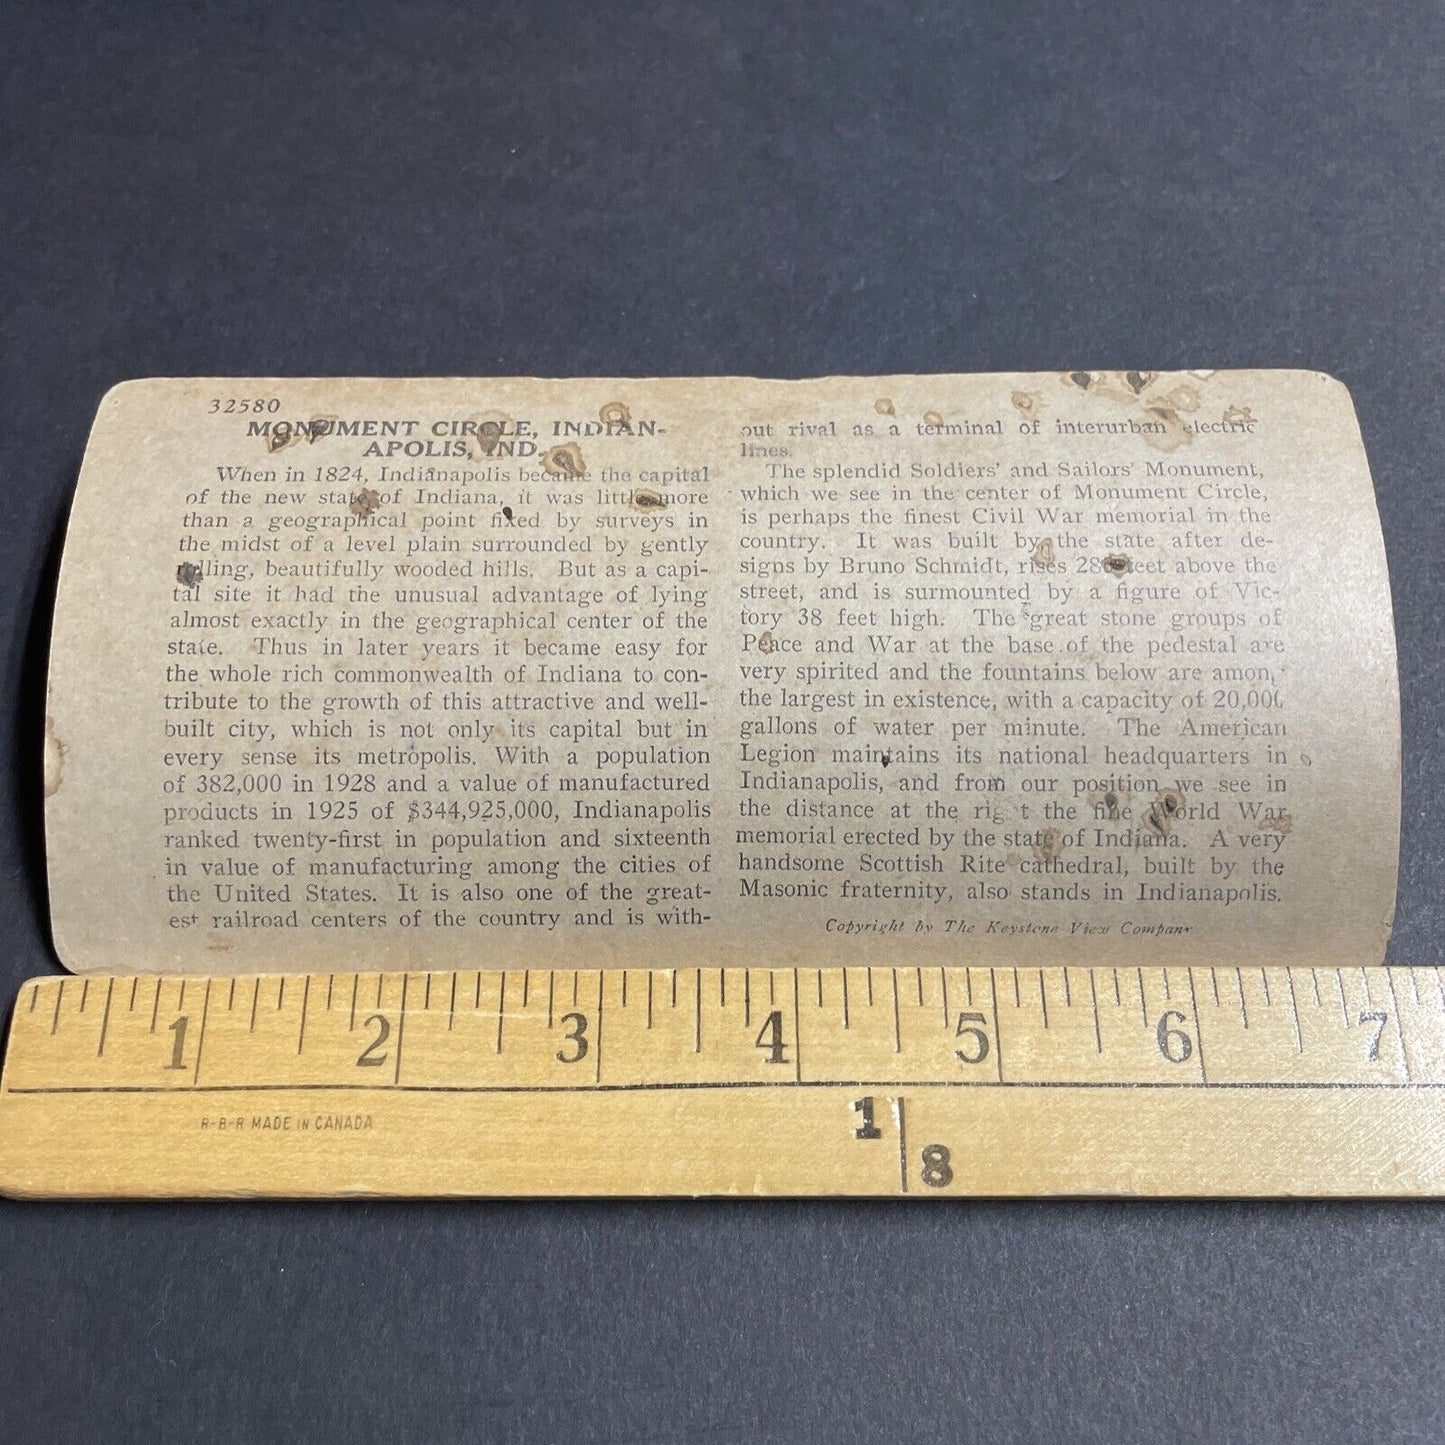 32580
MONUMENT CIRCLE, INDIAN-
APOLIS, IND.
When in 1824, Indianapolis became the capital
of the new state of Indiana, it was little more
than a geographical point fixed by surveys in
the midst of a level plain surrounded by gently
rolling, beautifully wooded hills. But as a capi-
tal site it had the unusual advantage of lying
almost exactly in the geographical center of the
state. Thus in later years it became easy for
the whole rich commonwealth of Indiana to con-
tribute to the growth of this attractive and well-
built city, which is not only its capital but in
every sense its metropolis. With a population
of 382,000 in 1928 and a value of manufactured
products in 1925 of $344,925,000, Indianapolis
ranked twenty-first in population and sixteenth
in value of manufacturing among the cities of
the United States. It is also one of the great-
est railroad centers of the country and is with-
out rival as a terminal of interurban electric
lines.
The splendid Soldiers' and Sailors' Monument,
which we see in the center of Monument Circle,
is perhaps the finest Civil War memorial in the
country. It was built by the state after de-
signs by Bruno Schmidt, rises feet above the
street, and is surmounted by a figure of Vic-
tory 38 feet high. The great stone groups of
Peace and War at the base of the pedestal are
very spirited and the fountains below are among
the largest in existence, with a capacity of 20,000
gallons of water per minute. The American
Legion maintains its national headquarters in
Indianapolis, and from our position we see in
the distance at the right the fine World War
memorial erected by the state of Indiana. A very
handsome Scottish Rite cathedral, built by the
Masonic fraternity, also stands in Indianapolis.
Copyright by The Keystone View Company
1 2 3 4 5 6 7
R-B-R MADE IN CANADA
1
8